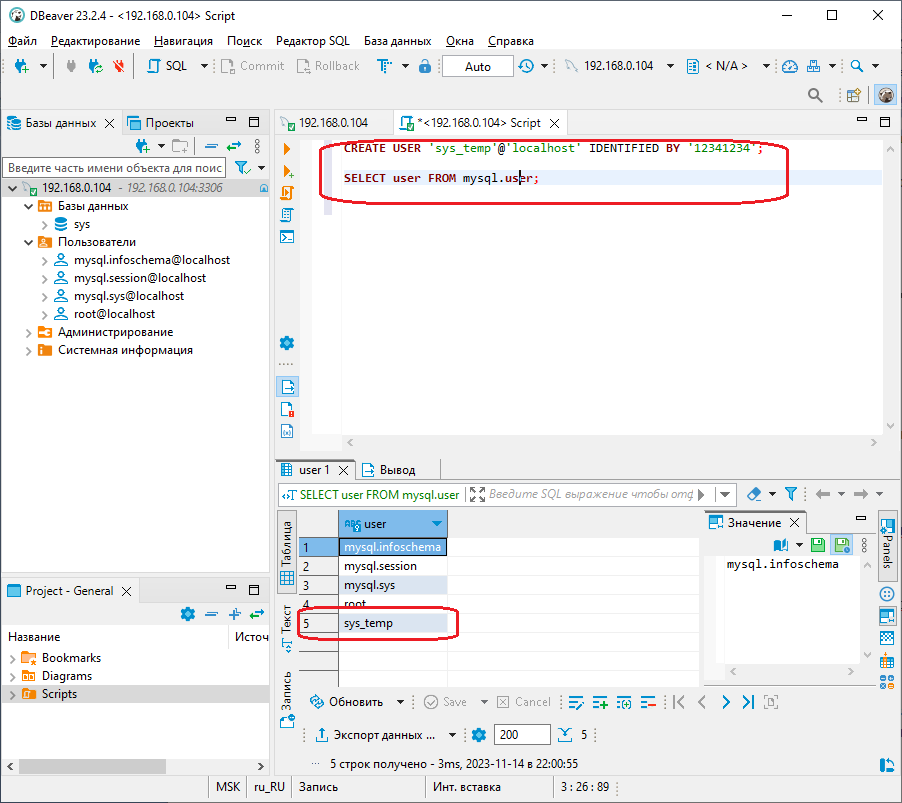 DBeaver 23.2.4 - <192.168.0.104> Script
Файл Редактирование Навигация Поиск Редактор SQL База данных Окна Справка
SQL Commit Rollback Auto 192.168.0.104 < N/A >
Базы данных Проекты
Введите часть имени объекта для поис
192.168.0.104 - 192.168.0.104:3306
Базы данных
sys
Пользователи
mysql.infoschema@localhost
mysql.session@localhost
mysql.sys@localhost
root@localhost
Администрирование
Системная информация
Project - General
Название Источ
Bookmarks
Diagrams
Scripts
192.168.0.104 *<192.168.0.104> Script
CREATE USER 'sys_temp'@'localhost' IDENTIFIED BY '12341234';
SELECT user FROM mysql.user;
user 1 Вывод
SELECT user FROM mysql.user Введите SQL выражение чтобы отф
Таблица
Текст
Запись
ABC user
1 mysql.infoschema
2 mysql.session
3 mysql.sys
4 root
5 sys_temp
Значение
mysql.infoschema
Panels
Обновить Save Cancel
Экспорт данных ... 200 5
5 строк получено - 3ms, 2023-11-14 в 22:00:55
MSK ru_RU Запись Инт. вставка 3 : 26 : 89